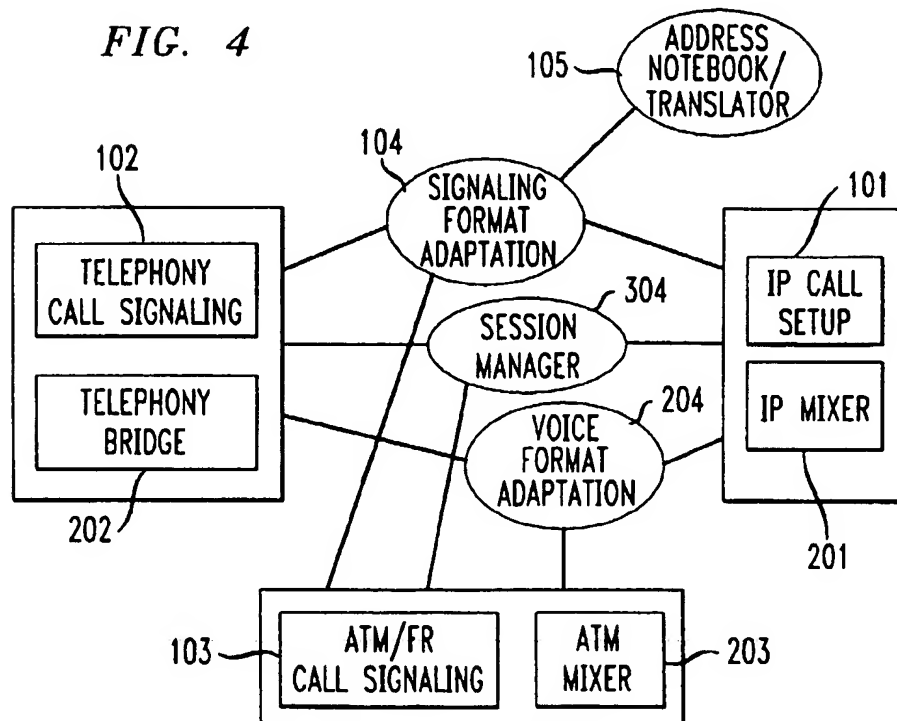 FIG. 4
ADDRESS
NOTEBOOK/
TRANSLATOR
105
104
SIGNALING
FORMAT
ADAPTATION
102
TELEPHONY
CALL SIGNALING
101
IP CALL
SETUP
304
SESSION
MANAGER
TELEPHONY
BRIDGE
202
204
VOICE
FORMAT
ADAPTATION
IP MIXER
201
103
ATM/FR
CALL SIGNALING
ATM
MIXER
203